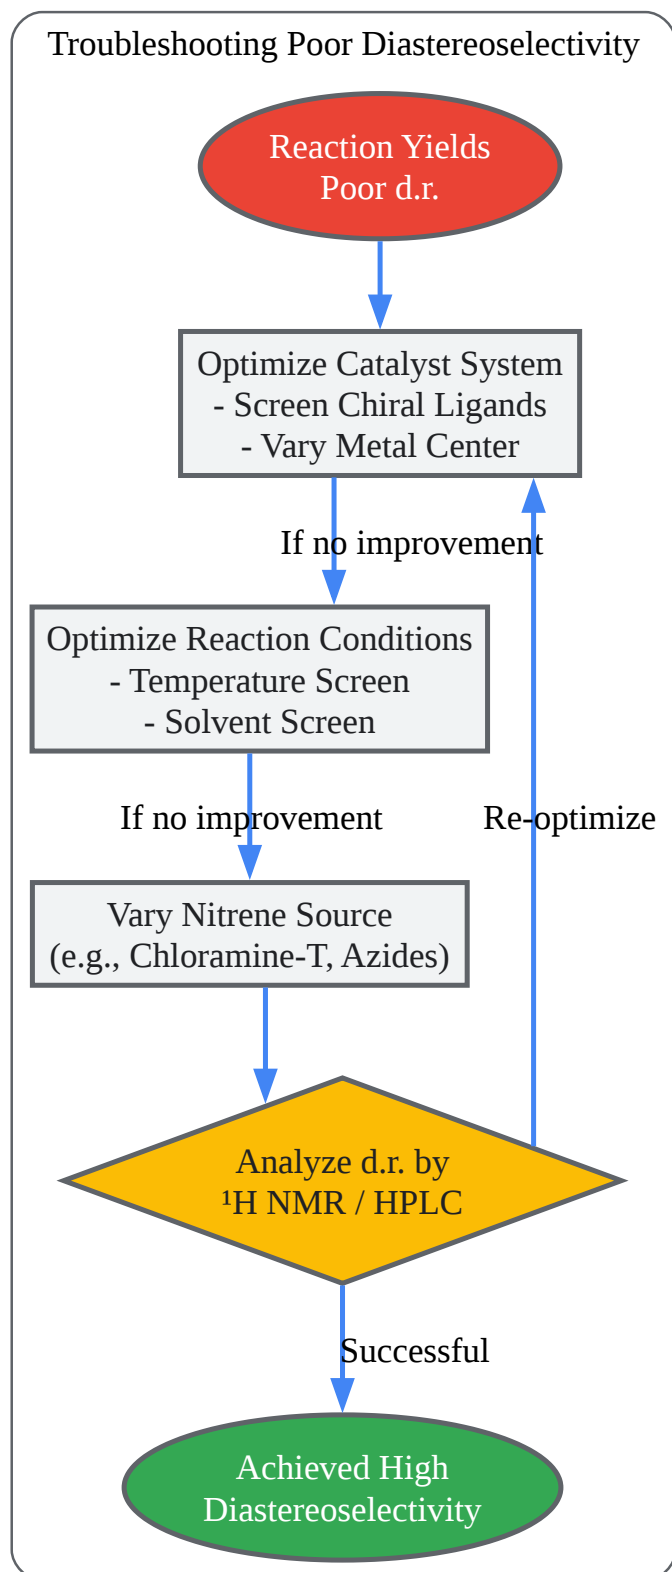 Troubleshooting Poor Diastereoselectivity
Reaction Yields
Poor d.r.
Optimize Catalyst System
- Screen Chiral Ligands
- Vary Metal Center
If no improvement
Optimize Reaction Conditions
- Temperature Screen
- Solvent Screen
If no improvement
Re-optimize
Vary Nitrene Source
(e.g., Chloramine-T, Azides)
Analyze d.r. by
¹H NMR / HPLC
Successful
Achieved High
Diastereoselectivity